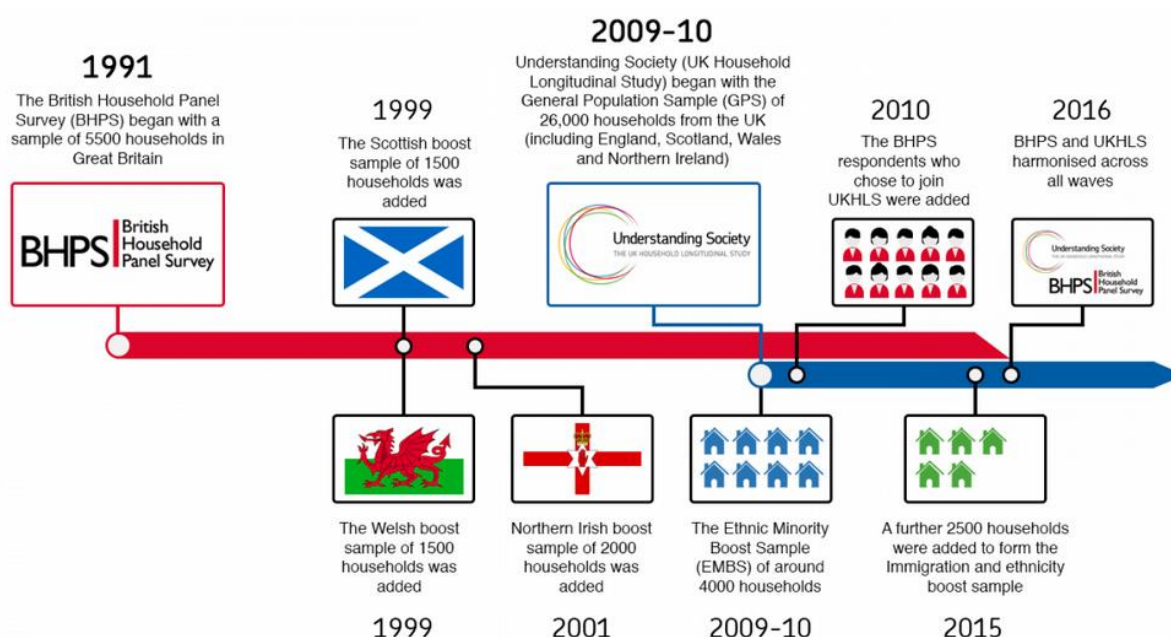 1991
The British Household Panel
Survey (BHPS) began with a
sample of 5500 households in
Great Britain
BHPS
British
Household
Panel Survey
1999
The Scottish boost
sample of 1500
households was
added
2009-10
Understanding Society (UK Household
Longitudinal Study) began with the
General Population Sample (GPS) of
26,000 households from the UK
(including England, Scotland, Wales
and Northern Ireland)
Understanding Society
THE UK HOUSEHOLD LONGITUDINAL STUDY
2010
The BHPS
respondents who
chose to join
UKHLS were added
2016
BHPS and UKHLS
harmonised across
all waves
Understanding Society
THE UK HOUSEHOLD LONGITUDINAL STUDY
BHPS
British
Household
Panel Survey
The Welsh boost
sample of 1500
households was
added
1999
Northern Irish boost
sample of 2000
households was
added
2001
The Ethnic Minority
Boost Sample
(EMBS) of around
4000 households
2009-10
A further 2500 households
were added to form the
Immigration and ethnicity
boost sample
2015